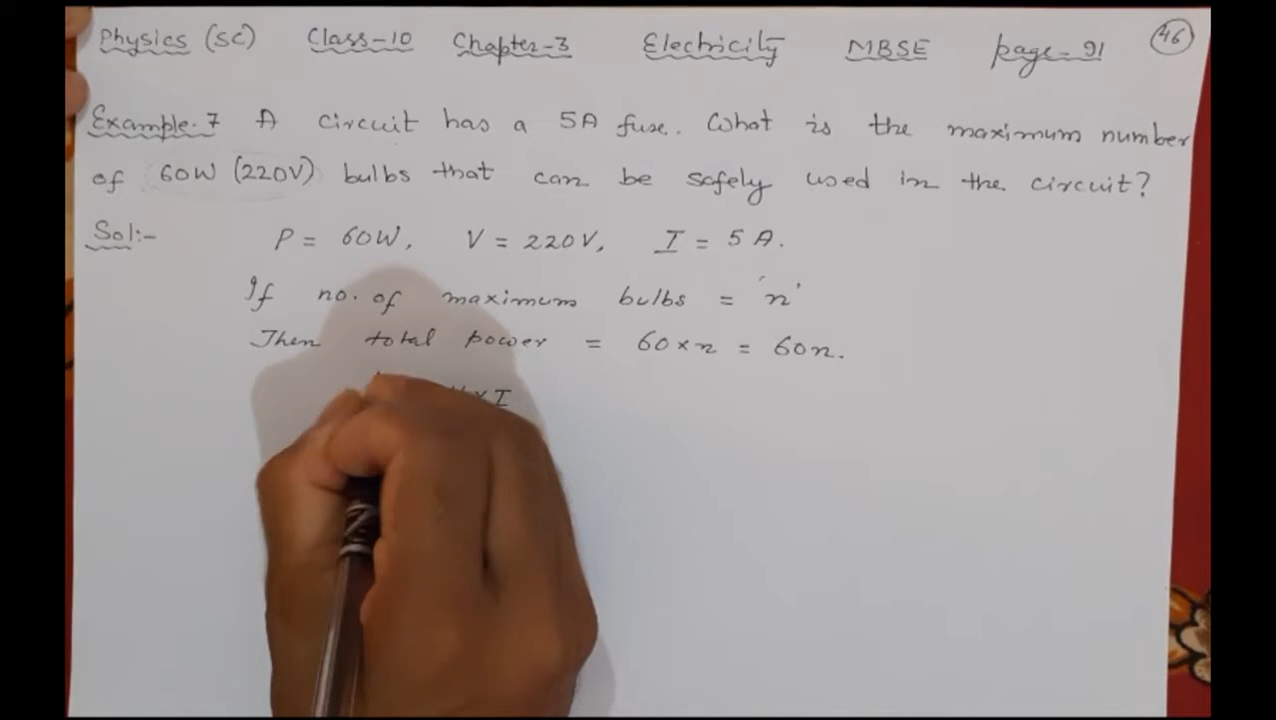 Physics (SC) Class-10 Chapter-3 Electricity MBSE page-91 46
Example.7 A circuit has a 5A fuse. What is the maximum number
of 60W (220V) bulbs that can be safely used in the circuit?
Sol:- P = 60W, V = 220V, I = 5A.
If no. of maximum bulbs = 'n'
Then total power = 60×n = 60n.
×I